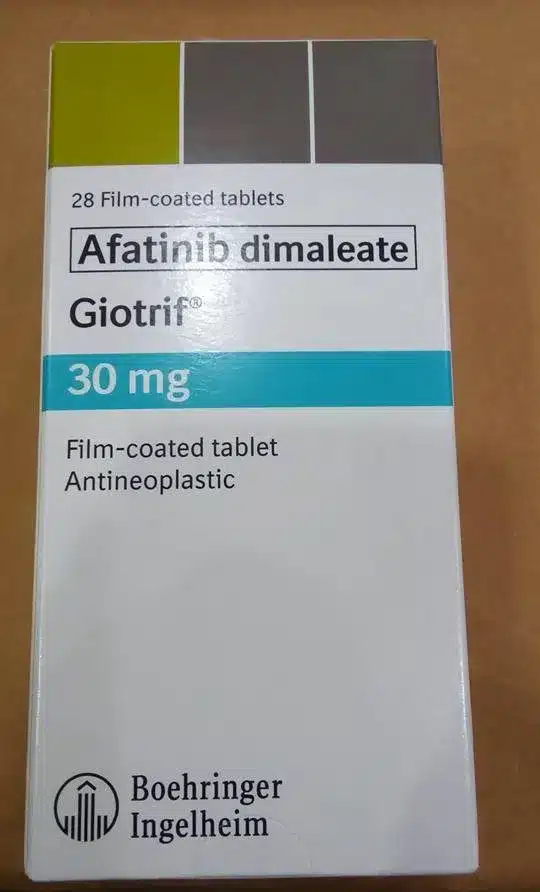 28 Film-coated tablets
Afatinib dimaleate
Giotrif®
30 mg
Film-coated tablet
Antineoplastic
Boehringer
Ingelheim